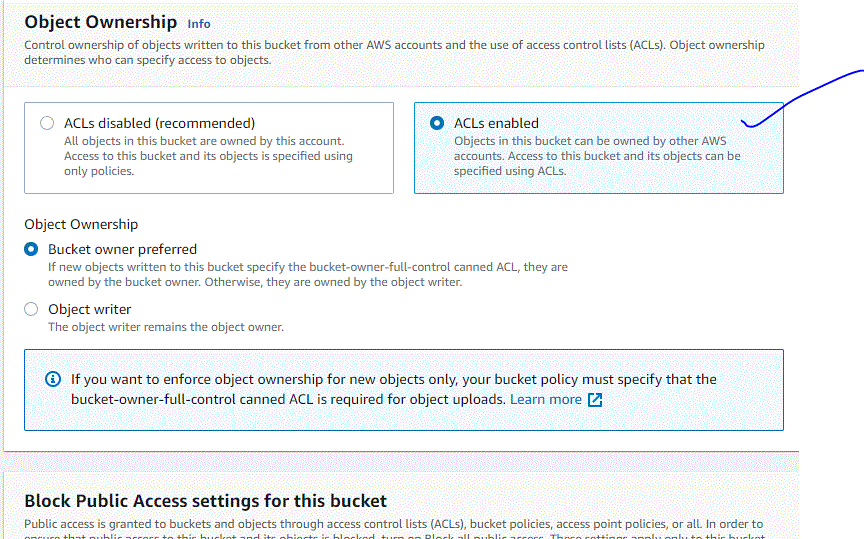 Object Ownership Info
Control ownership of objects written to this bucket from other AWS accounts and the use of access control lists (ACLs). Object ownership
determines who can specify access to objects.
ACLs disabled (recommended)
All objects in this bucket are owned by this account.
Access to this bucket and its objects is specified using
only policies.
ACLs enabled
Objects in this bucket can be owned by other AWS
accounts. Access to this bucket and its objects can be
specified using ACLs.
Object Ownership
Bucket owner preferred
If new objects written to this bucket specify the bucket-owner-full-control canned ACL, they are
owned by the bucket owner. Otherwise, they are owned by the object writer.
Object writer
The object writer remains the object owner.
If you want to enforce object ownership for new objects only, your bucket policy must specify that the
bucket-owner-full-control canned ACL is required for object uploads. Learn more
Block Public Access settings for this bucket
Public access is granted to buckets and objects through access control lists (ACLs), bucket policies, access point policies, or all. In order to
ensure that public access to this bucket and its objects is blocked, turn on Block all public access. These settings apply only to this bucket